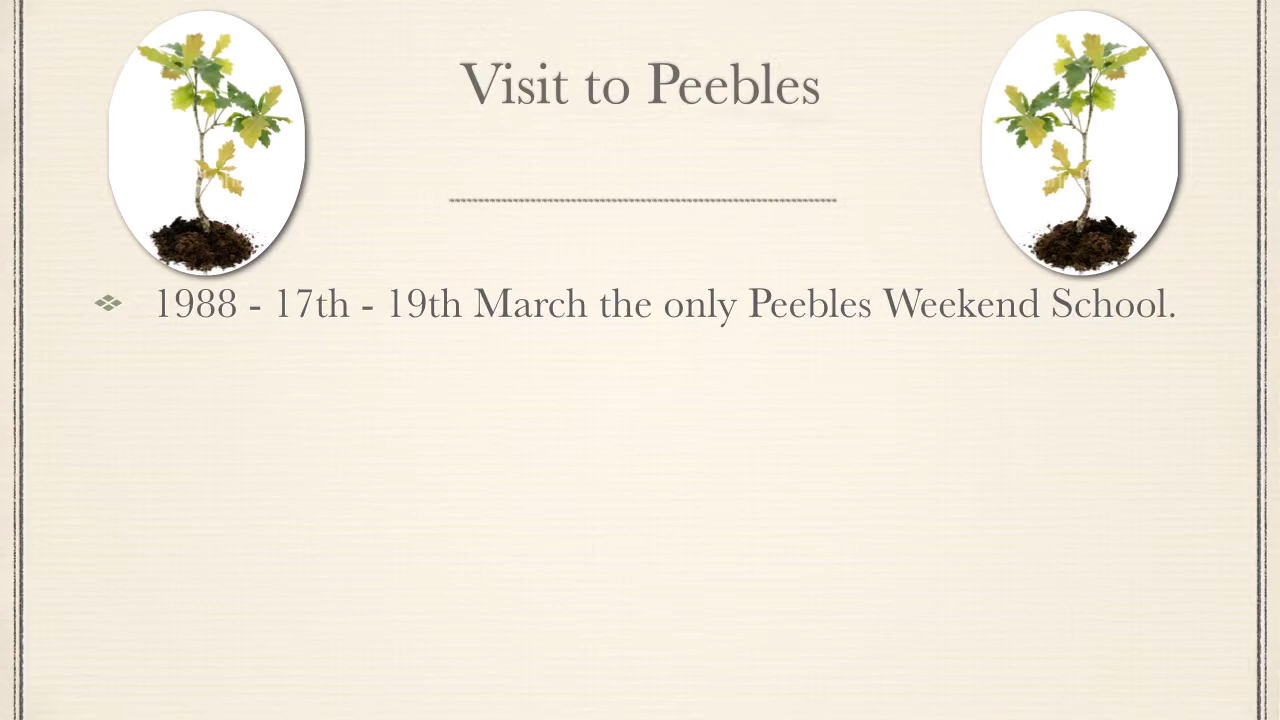 Visit to Peebles
1988 - 17th - 19th March the only Peebles Weekend School.